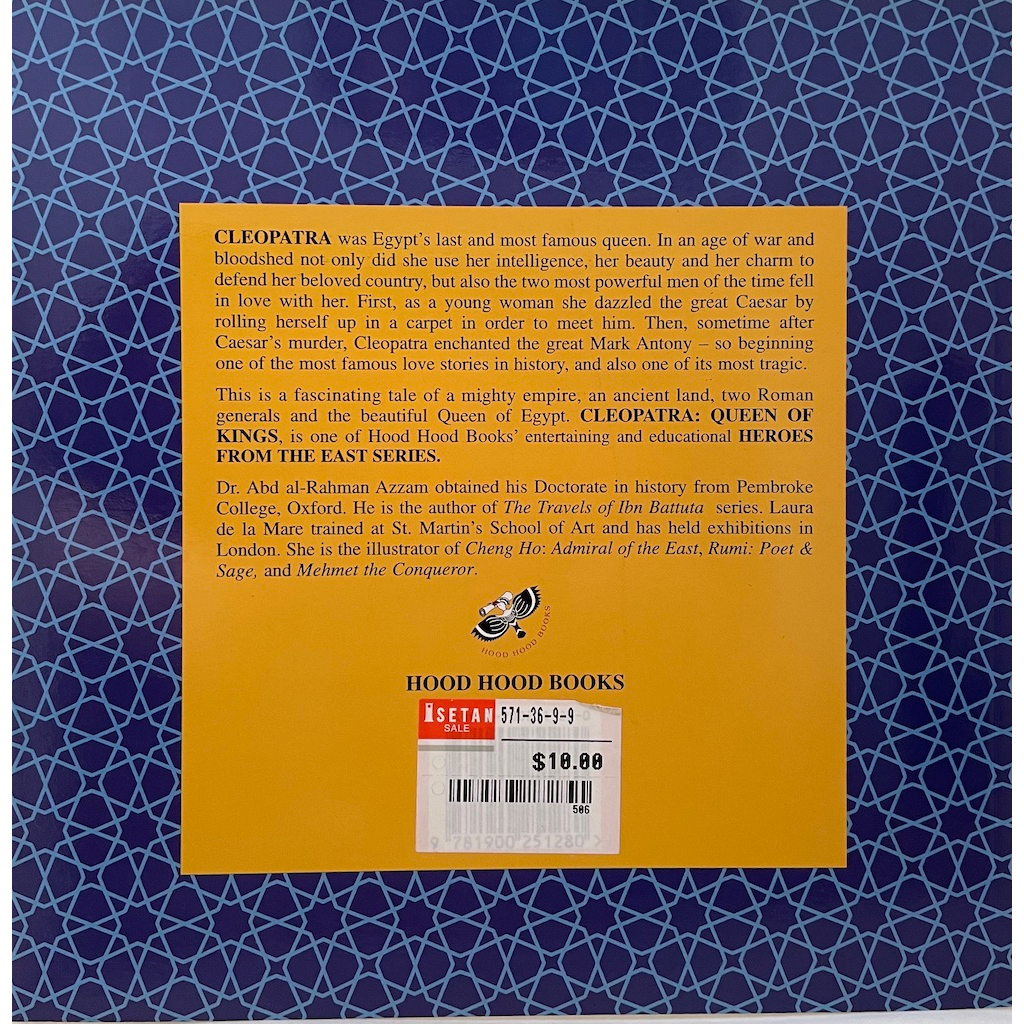 CLEOPATRA was Egypt's last and most famous queen. In an age of war and
bloodshed not only did she use her intelligence, her beauty and her charm to
defend her beloved country, but also the two most powerful men of the time fell
in love with her. First, as a young woman she dazzled the great Caesar by
rolling herself up in a carpet in order to meet him. Then, sometime after
Caesar's murder, Cleopatra enchanted the great Mark Antony – so beginning
one of the most famous love stories in history, and also one of its most tragic.
This is a fascinating tale of a mighty empire, an ancient land, two Roman
generals and the beautiful Queen of Egypt. CLEOPATRA: QUEEN OF
KINGS, is one of Hood Hood Books' entertaining and educational HEROES
FROM THE EAST SERIES.
Dr. Abd al-Rahman Azzam obtained his Doctorate in history from Pembroke
College, Oxford. He is the author of The Travels of Ibn Battuta series. Laura
de la Mare trained at St. Martin's School of Art and has held exhibitions in
London. She is the illustrator of Cheng Ho: Admiral of the East, Rumi: Poet &
Sage, and Mehmet the Conqueror.
HOOD HOOD BOOKS
HOOD HOOD BOOKS
ISETAN
SALE
571-36-9-9
$10.00
506
9 781900 251280 >